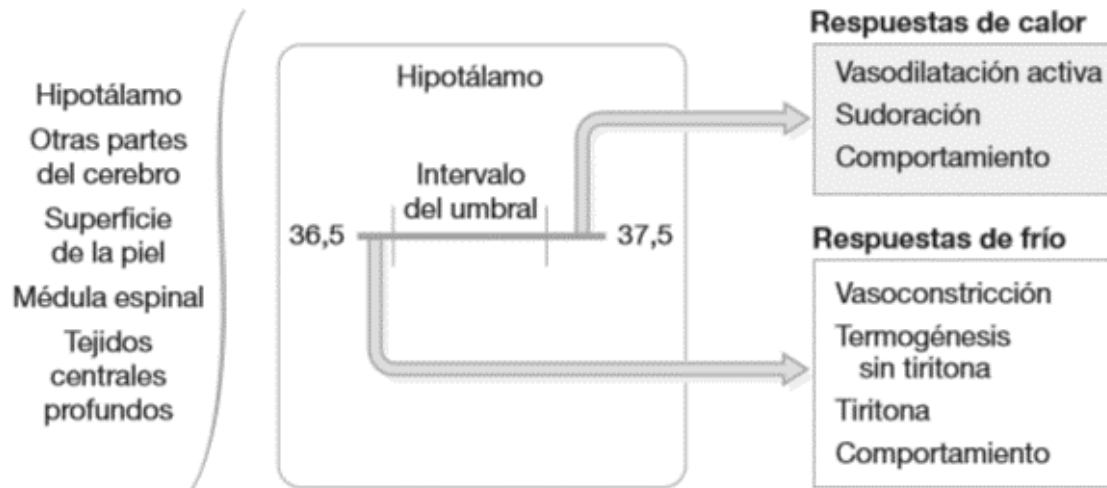 Hipotálamo
Otras partes
del cerebro
Superficie
de la piel
Médula espinal
Tejidos
centrales
profundos
Hipotálamo
Intervalo
del umbral
36,5
37,5
Respuestas de calor
Vasodilatación activa
Sudoración
Comportamiento
Respuestas de frío
Vasoconstricción
Termogénesis
sin tiritona
Tiritona
Comportamiento